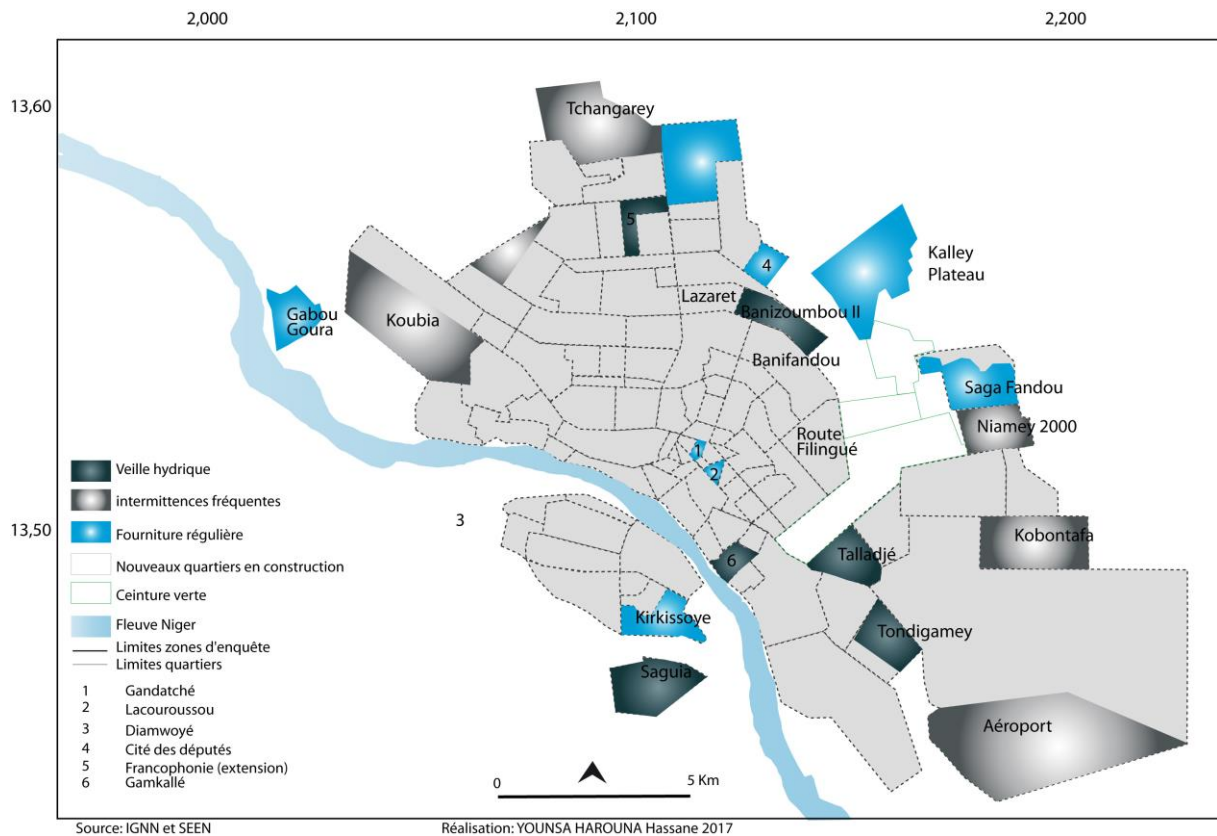 2,000
2,100
2,200
13,60
13,50
Tchangarey
5
4
Kalley
Plateau
Lazaret
Banizoumbou II
Gabou
Goura
Koubia
Banifandou
Saga Fandou
Niamey 2000
Route
Filingué
1
2
3
Kobontafa
6
Talladjé
Kirkissoye
Tondigamey
Saguia
Aéroport
Veille hydrique
intermittences fréquentes
Fourniture régulière
Nouveaux quartiers en construction
Ceinture verte
Fleuve Niger
Limites zones d'enquête
Limites quartiers
1 Gandatché
2 Lacouroussou
3 Diamwoyé
4 Cité des députés
5 Francophonie (extension)
6 Gamkallé
0 5 Km
Source: IGNN et SEEN
Réalisation: YOUNSA HAROUNA Hassane 2017